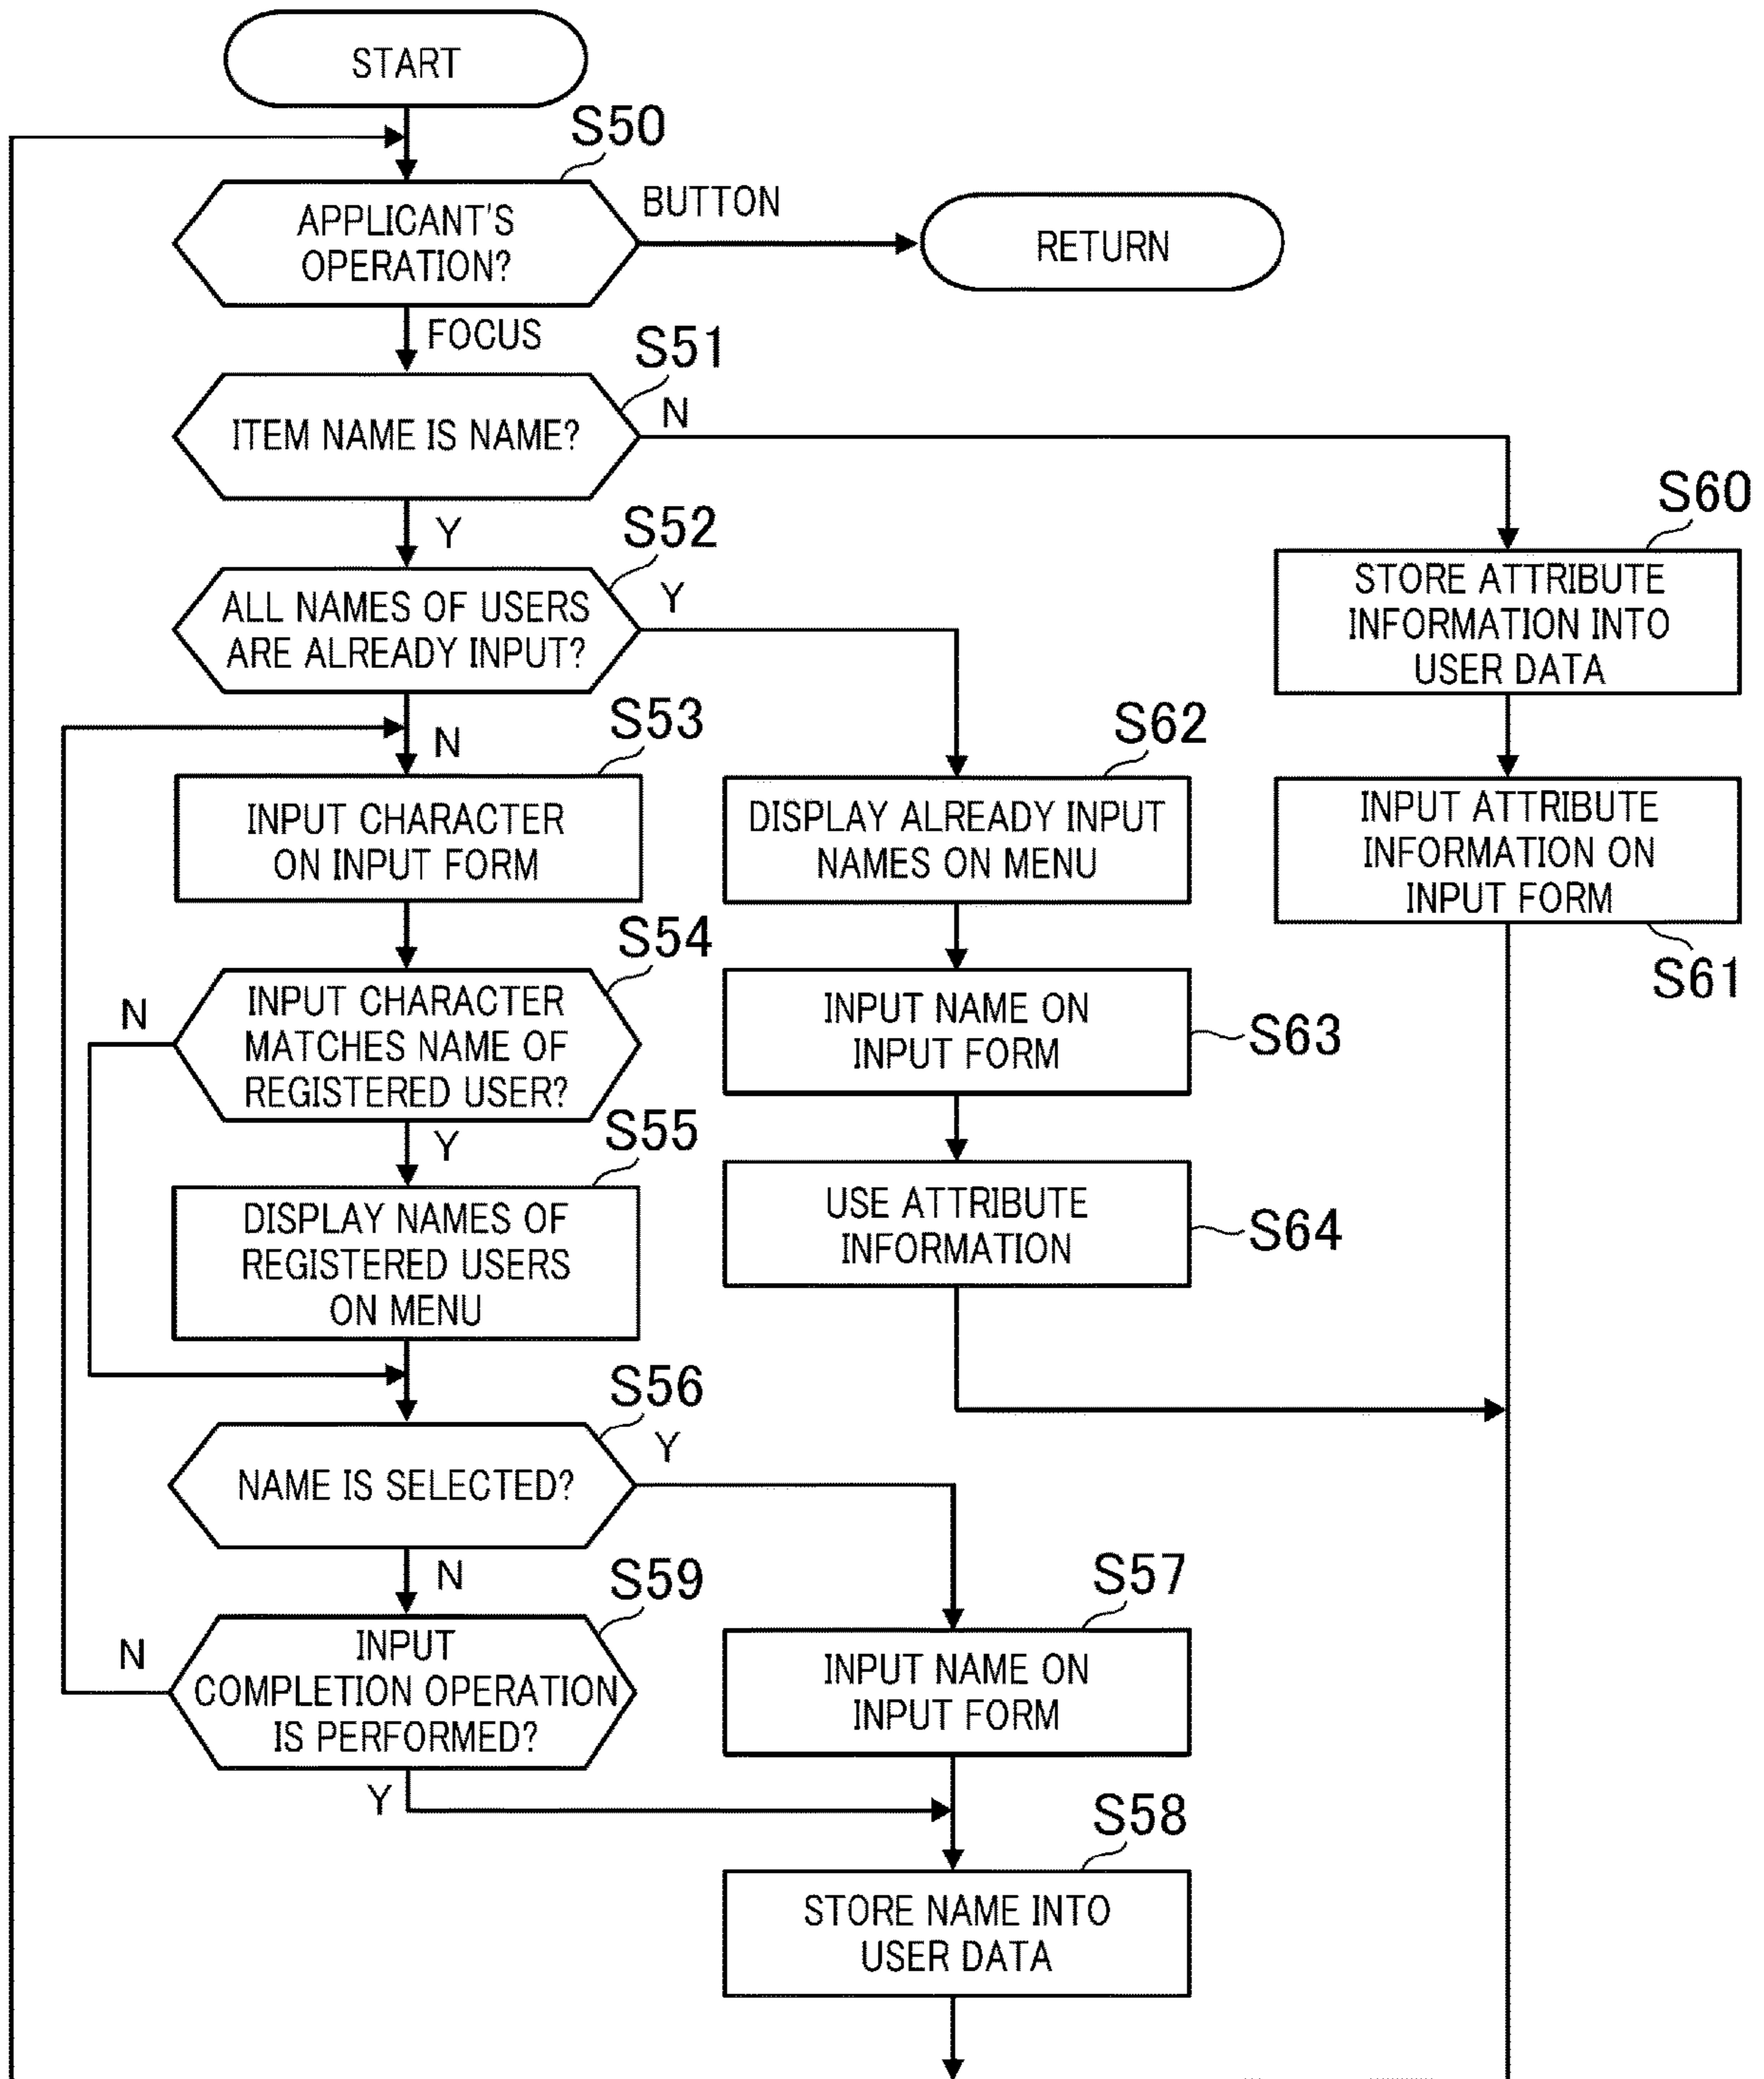 START
S50
APPLICANT'S
OPERATION?
BUTTON
RETURN
FOCUS
S51
ITEM NAME IS NAME?
N
Y
S52
ALL NAMES OF USERS
ARE ALREADY INPUT?
Y
S60
STORE ATTRIBUTE
INFORMATION INTO
USER DATA
N
S53
INPUT CHARACTER
ON INPUT FORM
S62
DISPLAY ALREADY INPUT
NAMES ON MENU
INPUT ATTRIBUTE
INFORMATION ON
INPUT FORM
S61
S54
N
INPUT CHARACTER
MATCHES NAME OF
REGISTERED USER?
INPUT NAME ON
INPUT FORM
S63
Y
S55
DISPLAY NAMES OF
REGISTERED USERS
ON MENU
USE ATTRIBUTE
INFORMATION
S64
S56
NAME IS SELECTED?
Y
N
S59
N
INPUT
COMPLETION OPERATION
IS PERFORMED?
Y
S57
INPUT NAME ON
INPUT FORM
S58
STORE NAME INTO
USER DATA